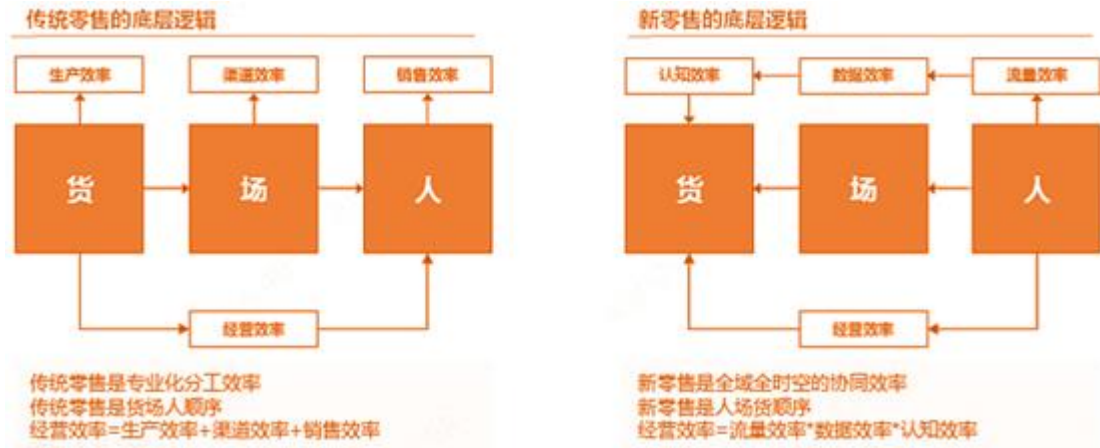 传统零售的底层逻辑
生产效率
渠道效率
销售效率
货
场
人
经营效率
传统零售是专业化分工效率
传统零售是货场人顺序
经营效率=生产效率+渠道效率+销售效率
新零售的底层逻辑
认知效率
数据效率
流量效率
货
场
人
经营效率
新零售是全域全时空的协同效率
新零售是人场货顺序
经营效率=流量效率*数据效率*认知效率